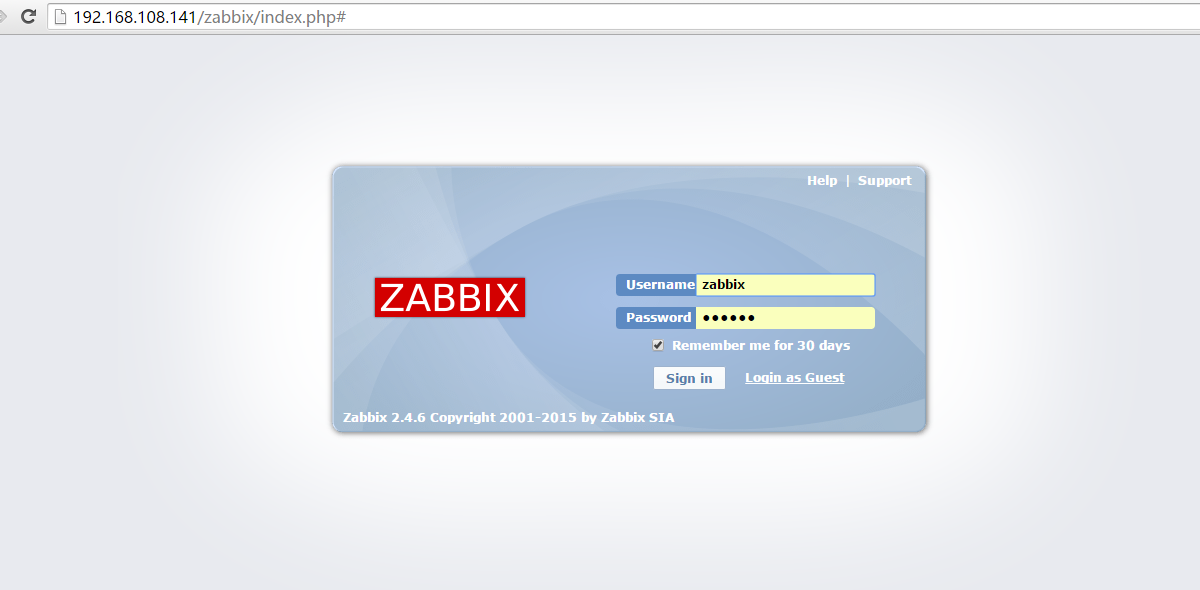 192.168.108.141/zabbix/index.php#
Help | Support
ZABBIX
Username zabbix
Password ••••••
Remember me for 30 days
Sign in Login as Guest
Zabbix 2.4.6 Copyright 2001-2015 by Zabbix SIA